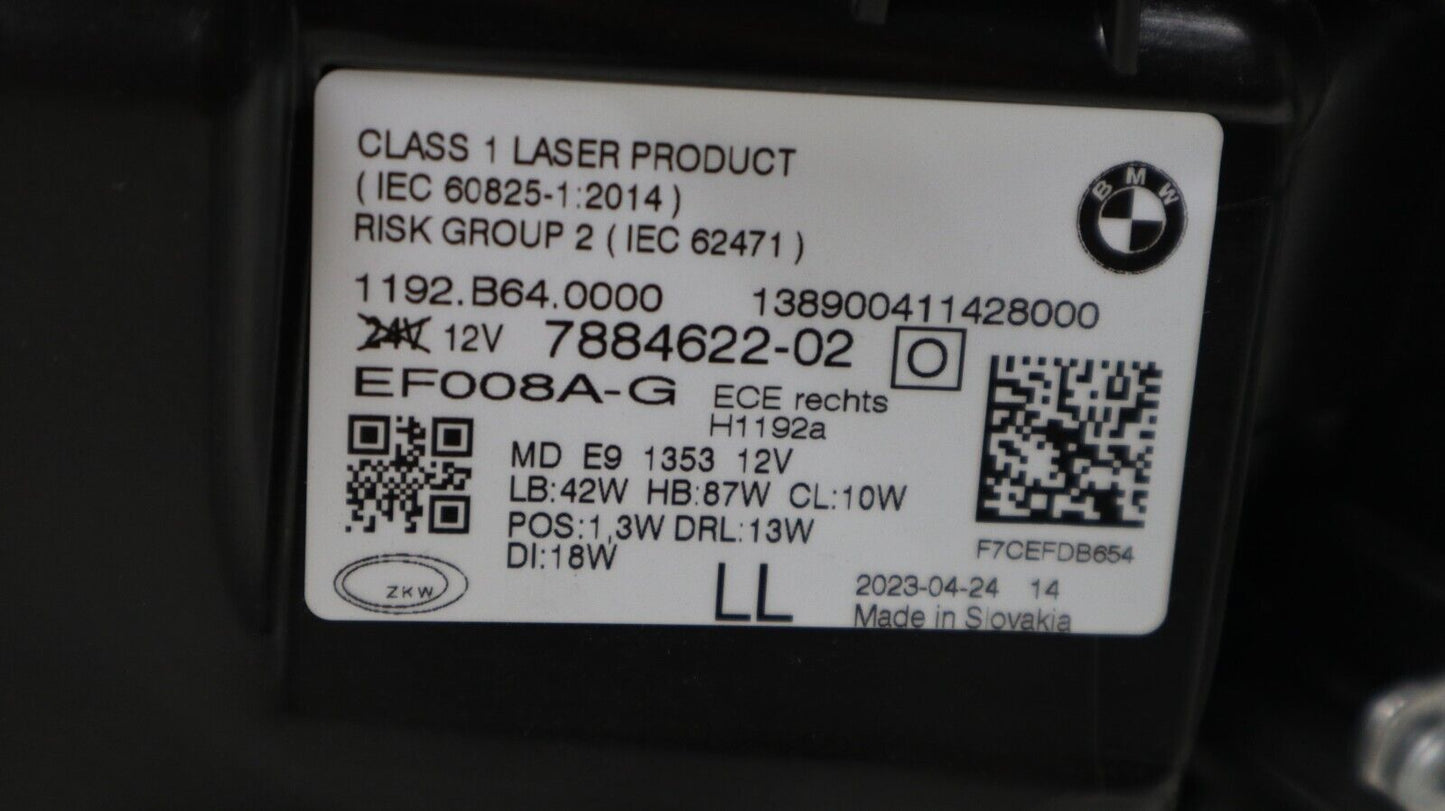 CLASS 1 LASER PRODUCT
( IEC 60825-1:2014 )
RISK GROUP 2 ( IEC 62471 )
BMW
1192.B64.0000 138900411428000
24V 12V 7884622-02 O
EF008A-G ECE rechts
H1192a
MD E9 1353 12V
LB:42W HB:87W CL:10W
POS:1,3W DRL:13W
DI:18W
F7CEFDB654
ZKW
LL
2023-04-24 14
Made in Slovakia